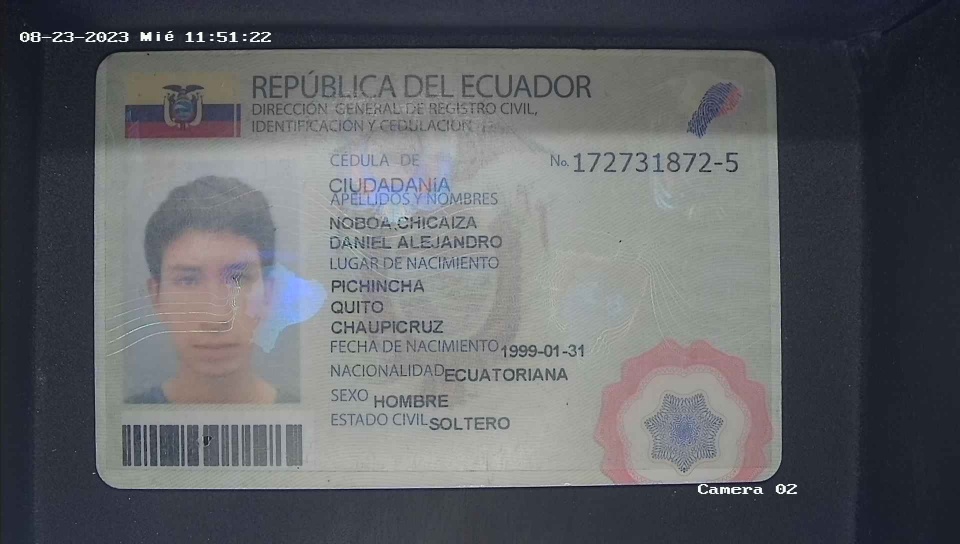 08-23-2023 Mié 11:51:22
REPÚBLICA DEL ECUADOR
DIRECCIÓN GENERAL DE REGISTRO CIVIL,
IDENTIFICACIÓN Y CEDULACIÓN
CÉDULA DE
No. 172731872-5
CIUDADANÍA
APELLIDOS Y NOMBRES
NOBOA CHICAIZA
DANIEL ALEJANDRO
LUGAR DE NACIMIENTO
PICHINCHA
QUITO
CHAUPICRUZ
FECHA DE NACIMIENTO 1999-01-31
NACIONALIDAD ECUATORIANA
SEXO HOMBRE
ESTADO CIVIL SOLTERO
Camera 02